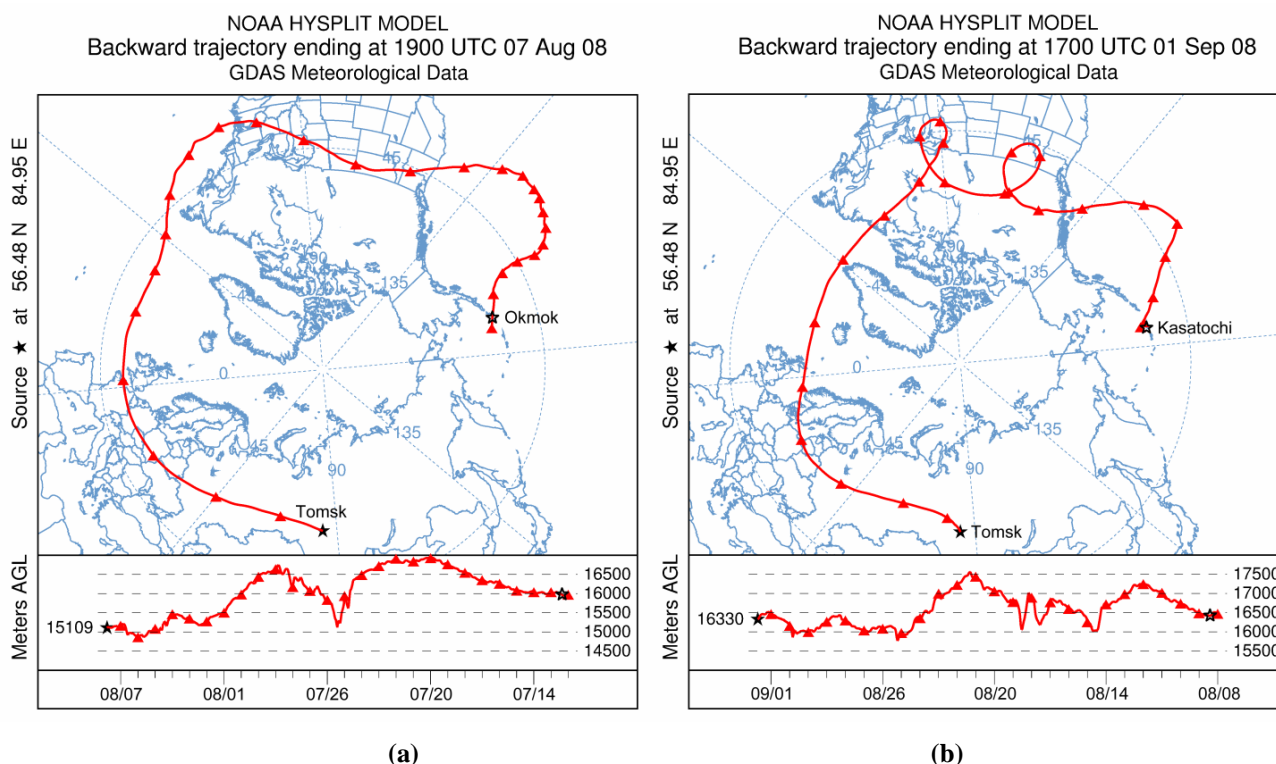 NOAA HYSPLIT MODEL
Backward trajectory ending at 1900 UTC 07 Aug 08
GDAS Meteorological Data
Source ★ at 56.48 N 84.95 E
45
-90
-135
-45
Okmok
0
135
45
90
Tomsk
Meters AGL
16500
16000
15500
15109
15000
14500
08/07
08/01
07/26
07/20
07/14
(a)
NOAA HYSPLIT MODEL
Backward trajectory ending at 1700 UTC 01 Sep 08
GDAS Meteorological Data
Source ★ at 56.48 N 84.95 E
45
-90
-135
-45
Kasatochi
0
135
45
90
Tomsk
Meters AGL
17500
17000
16330
16500
16000
15500
09/01
08/26
08/20
08/14
08/08
(b)